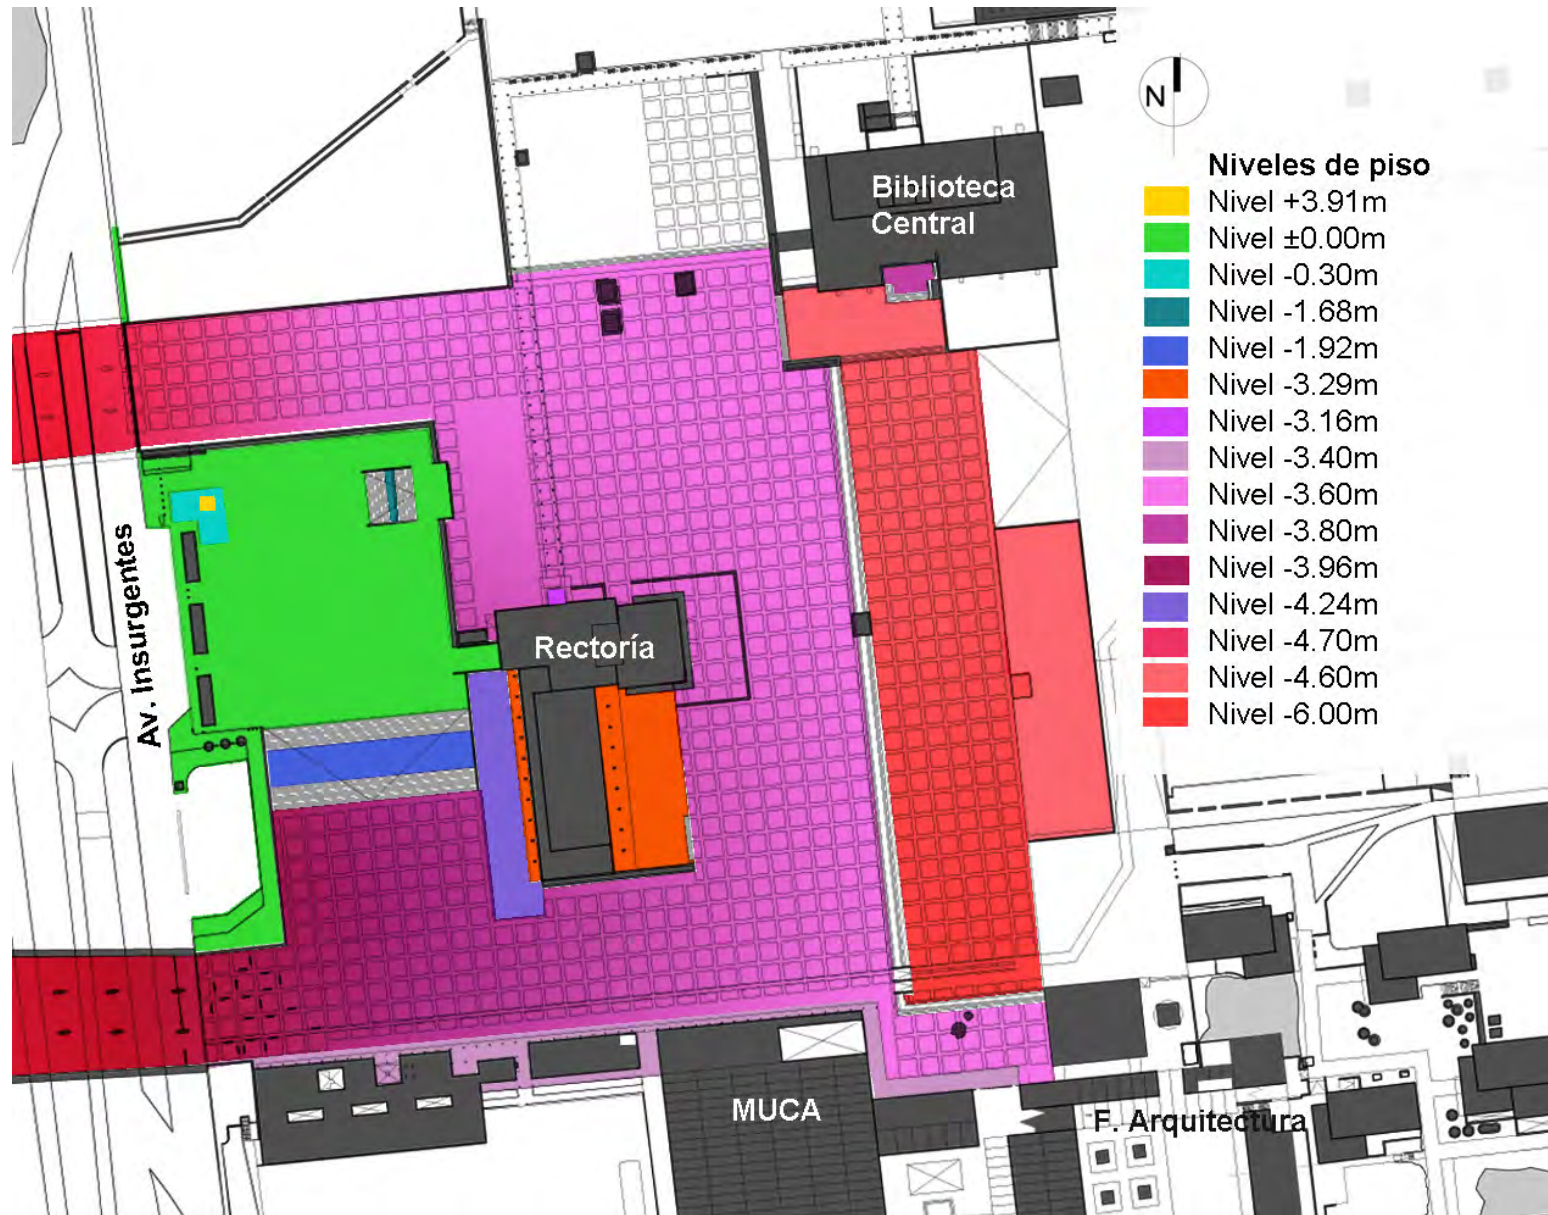 N
Niveles de piso
Nivel +3.91m
Nivel ±0.00m
Nivel -0.30m
Nivel -1.68m
Nivel -1.92m
Nivel -3.29m
Nivel -3.16m
Nivel -3.40m
Nivel -3.60m
Nivel -3.80m
Nivel -3.96m
Nivel -4.24m
Nivel -4.70m
Nivel -4.60m
Nivel -6.00m
Biblioteca
Central
Av. Insurgentes
Rectoría
MUCA
F. Arquitectura